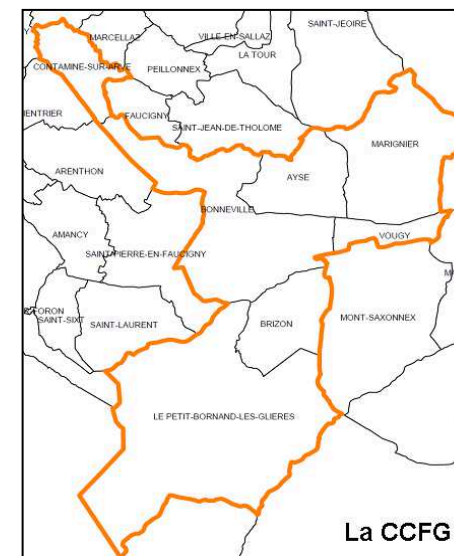 SAINT-JEOIRE
MARCELLAZ
VILLE-EN-SALLAZ
LA TOUR
CONTAMINE-SUR-ARVE
PEILLONNEX
FAUCIGNY
SAINT-JEAN-DE-THOLOME
MARIGNIER
ARENTHON
AYSE
BONNEVILLE
AMANCY
VOUGY
SAINT-PIERRE-EN-FAUCIGNY
SAINT-SIXT
SAINT-LAURENT
BRIZON
MONT-SAXONNEX
LE PETIT-BORNAND-LES-GLIERES
La CCFG